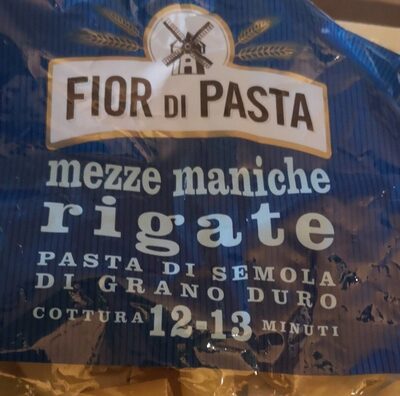 FIOR DI PASTA
mezze maniche
rigate
PASTA DI SEMOLA
DI GRANO DURO
COTTURA 12-13 MINUTI